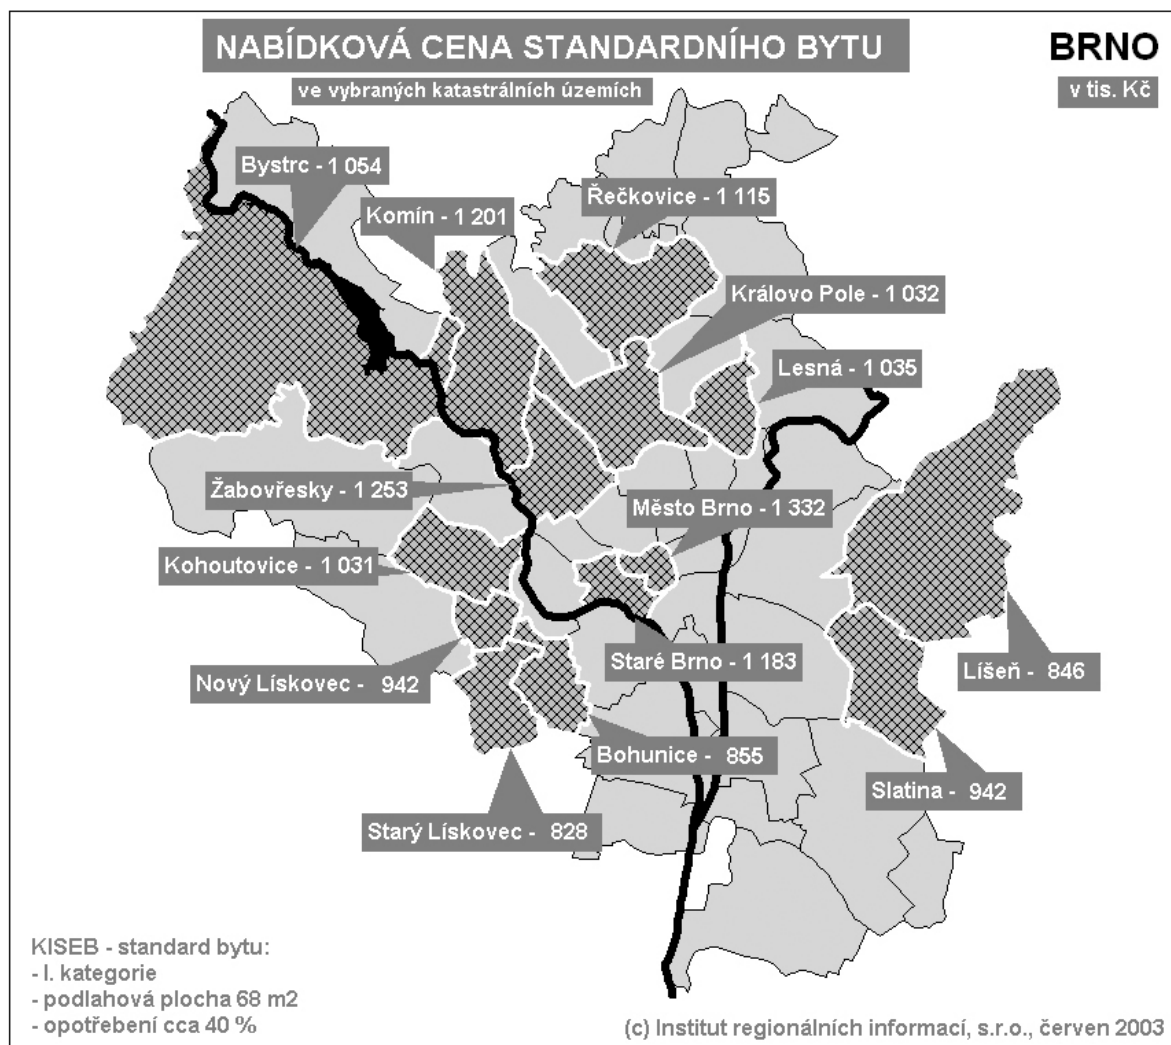 NABÍDKOVÁ CENA STANDARDNÍHO BYTU
BRNO
ve vybraných katastrálních územích
v tis. Kč
Bystrc - 1 054
Řečkovice - 1 115
Komín - 1 201
Královo Pole - 1 032
Lesná - 1 035
Žabovřesky - 1 253
Město Brno - 1 332
Kohoutovice - 1 031
Staré Brno - 1 183
Líšeň - 846
Nový Lískovec - 942
Bohunice - 855
Slatina - 942
Starý Lískovec - 828
KISEB - standard bytu:
- I. kategorie
- podlahová plocha 68 m2
- opotřebení cca 40 %
(c) Institut regionálních informací, s.r.o., červen 2003